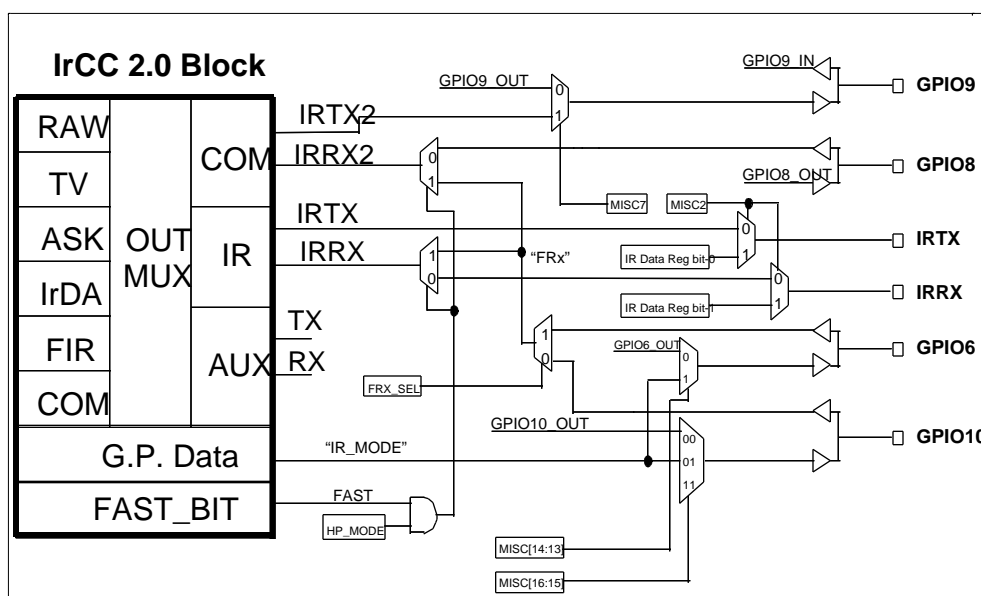 IrCC 2.0 Block
RAW
TV
ASK
IrDA
FIR
COM
OUT
MUX
COM
IR
AUX
G.P. Data
FAST_BIT
IRTX2
IRRX2
IRTX
IRRX
TX
RX
"IR_MODE"
FAST
HP_MODE
FRX_SEL
GPIO9_OUT
0
1
GPIO9_IN
GPIO9
0
1
GPIO8_OUT
GPIO8
MISC7
MISC2
1
0
"FRx"
0
1
IR Data Reg bit-0
IRTX
0
1
IR Data Reg bit-1
IRRX
1
0
GPIO6_OUT
0
1
GPIO6
GPIO10_OUT
00
01
11
GPIO10
MISC[14:13]
MISC[16:15]